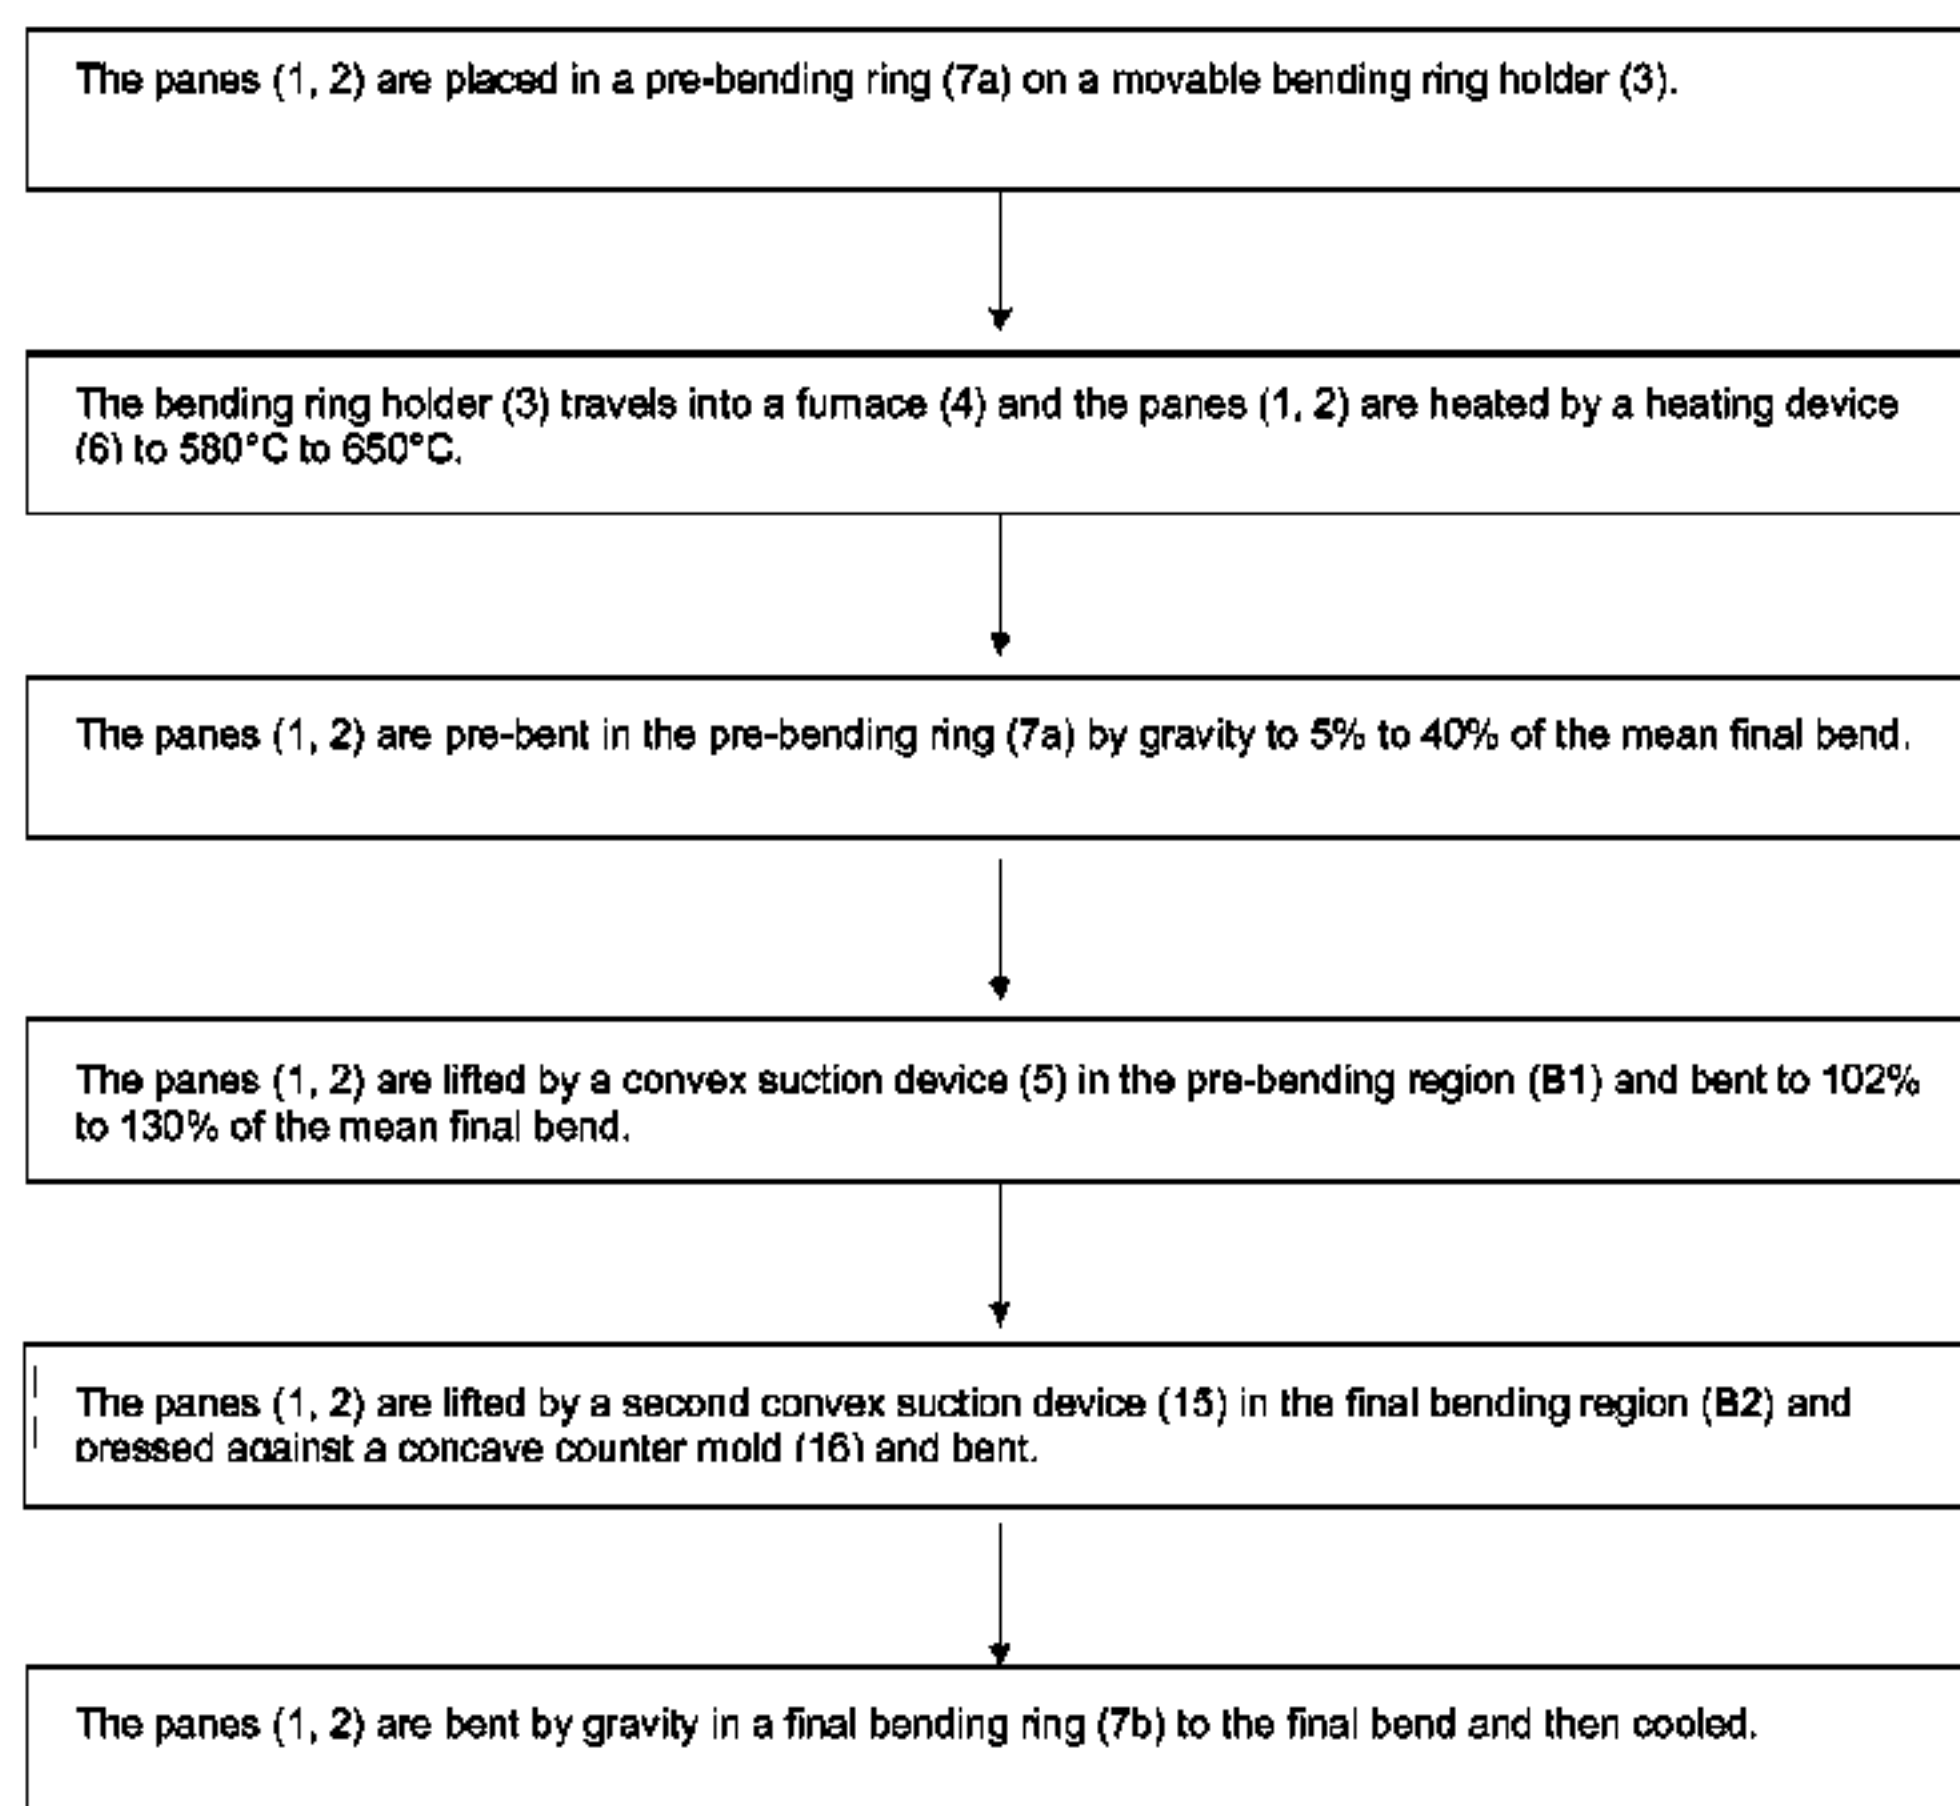 The panes (1, 2) are placed in a pre-bending ring (7a) on a movable bending ring holder (3).
The bending ring holder (3) travels into a furnace (4) and the panes (1, 2) are heated by a heating device
(6) to 580°C to 650°C.
The panes (1, 2) are pre-bent in the pre-bending ring (7a) by gravity to 5% to 40% of the mean final bend.
The panes (1, 2) are lifted by a convex suction device (5) in the pre-bending region (B1) and bent to 102%
to 130% of the mean final bend.
The panes (1, 2) are lifted by a second convex suction device (15) in the final bending region (B2) and
pressed against a concave counter mold (16) and bent.
The panes (1, 2) are bent by gravity in a final bending ring (7b) to the final bend and then cooled.